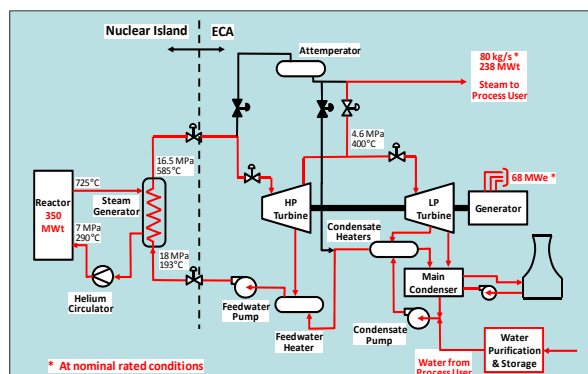 Nuclear Island
ECA
Attemperator
80 kg/s *
238 MWt
Steam to
Process User
4.6 MPa
400°C
16.5 MPa
585°C
725°C
Steam
Generator
Reactor
350
MWt
7 MPa
290°C
HP
Turbine
LP
Turbine
68 MWe *
Generator
Condensate
Heaters
18 MPa
193°C
Main
Condenser
Helium
Circulator
Feedwater
Pump
Feedwater
Heater
Condensate
Pump
Water
Purification
& Storage
Water from
Process User
* At nominal rated conditions